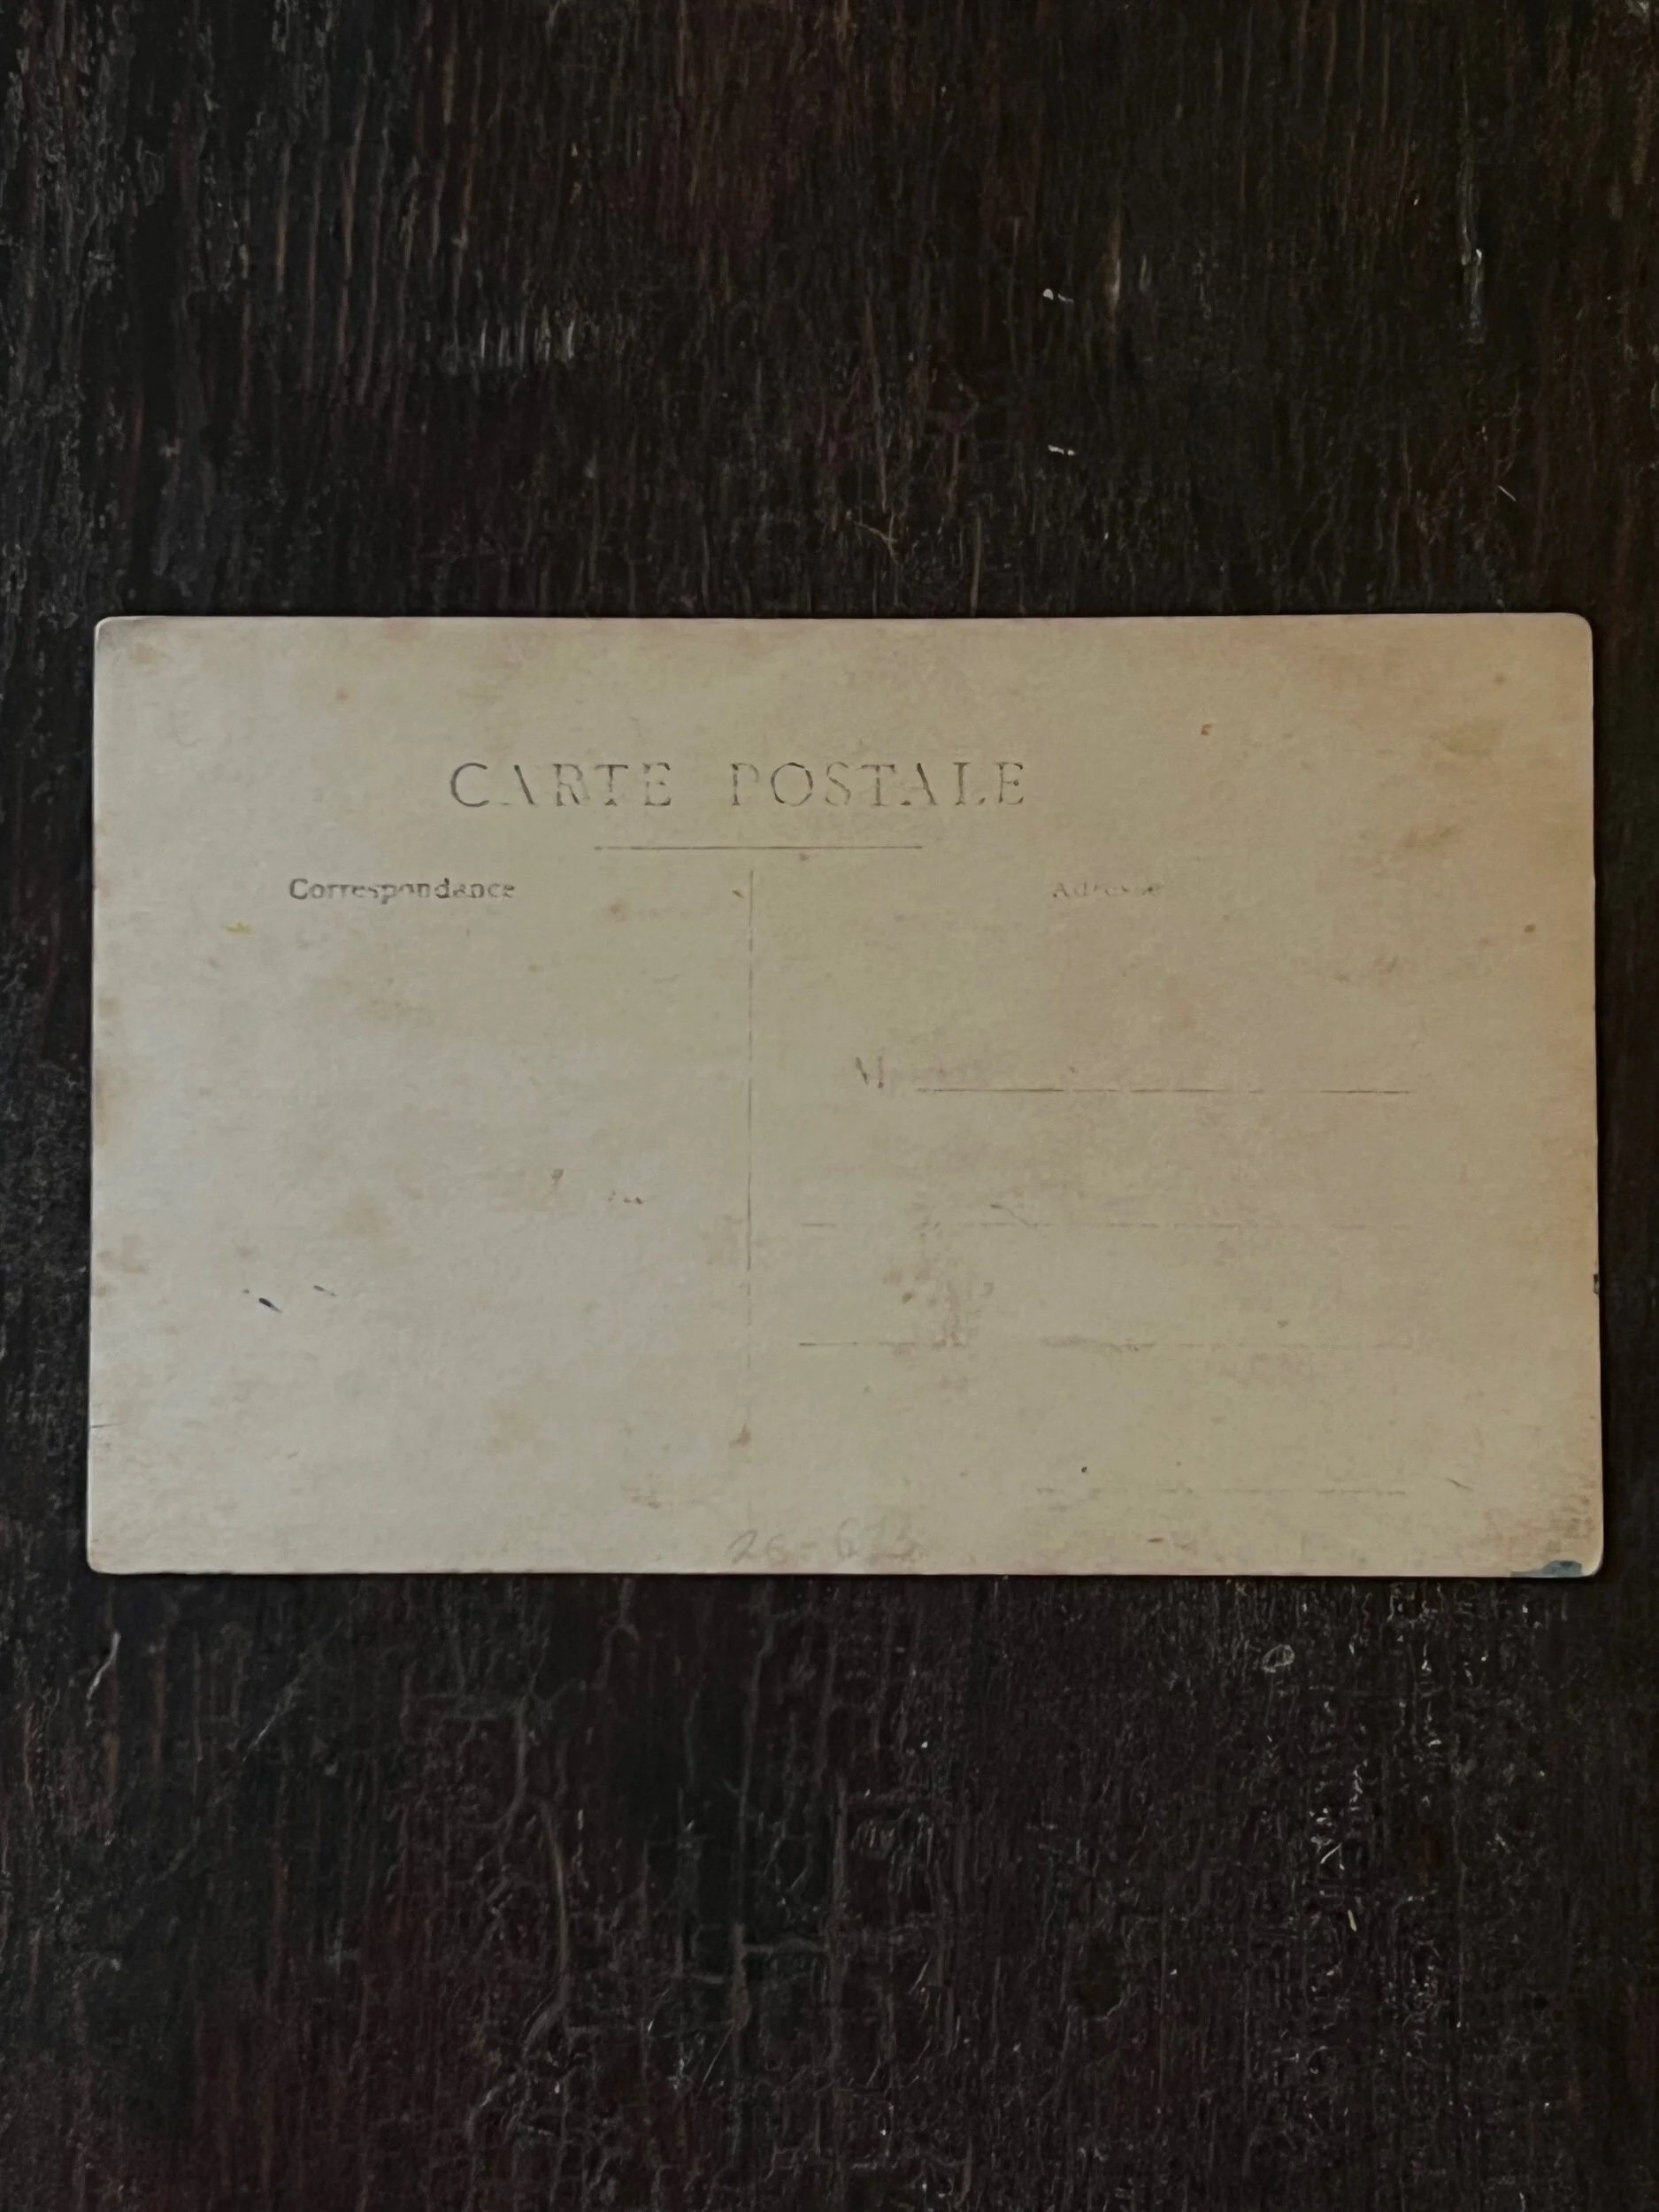 CARTE POSTALE
Correspondance
Adresse
M